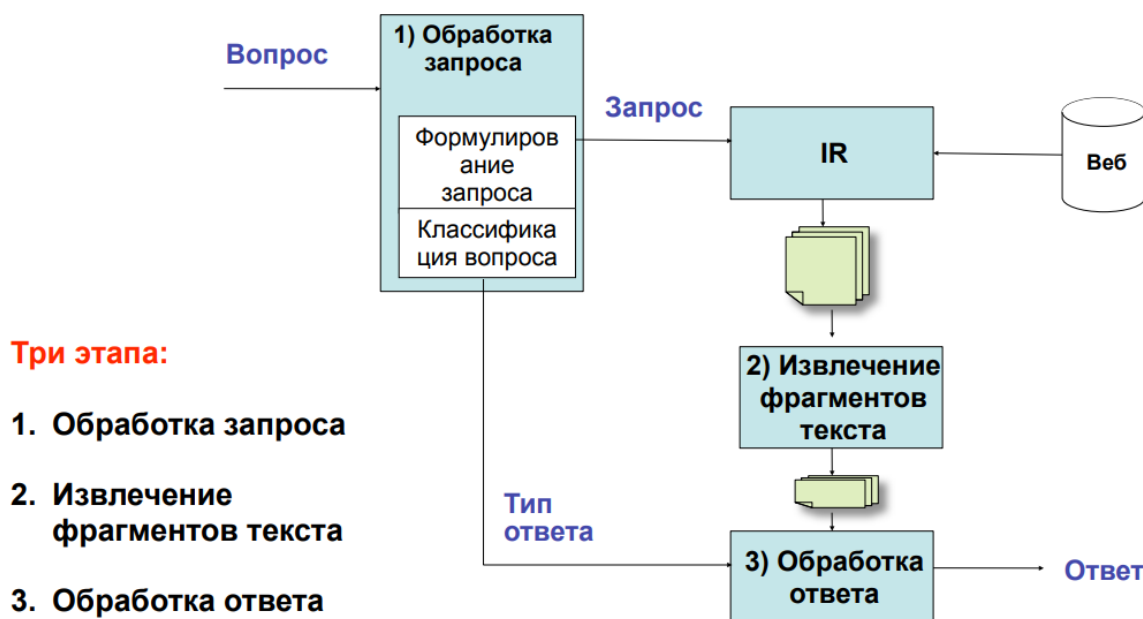 Вопрос
1) Обработка
запроса
Формулиров
ание
запроса
Классифика
ция вопроса
Запрос
IR
Веб
2) Извлечение
фрагментов
текста
Тип
ответа
3) Обработка
ответа
Ответ
Три этапа:
1. Обработка запроса
2. Извлечение
фрагментов текста
3. Обработка ответа